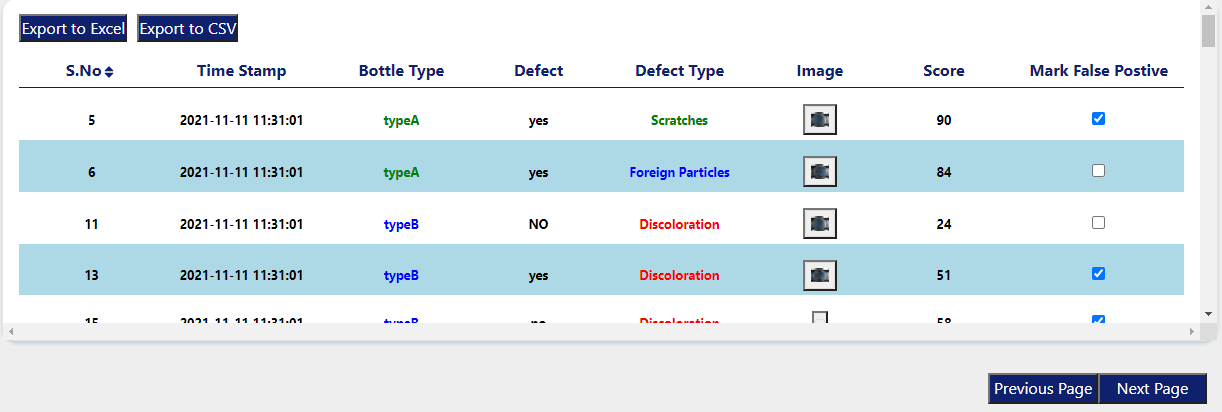 Export to Excel Export to CSV
S.No Time Stamp Bottle Type Defect Defect Type Image Score Mark False Postive
5 2021-11-11 11:31:01 typeA yes Scratches 90
6 2021-11-11 11:31:01 typeA yes Foreign Particles 84
11 2021-11-11 11:31:01 typeB NO Discoloration 24
13 2021-11-11 11:31:01 typeB yes Discoloration 51
15 2021-11-11 11:31:01 typeB no Discoloration 58
Previous Page Next Page